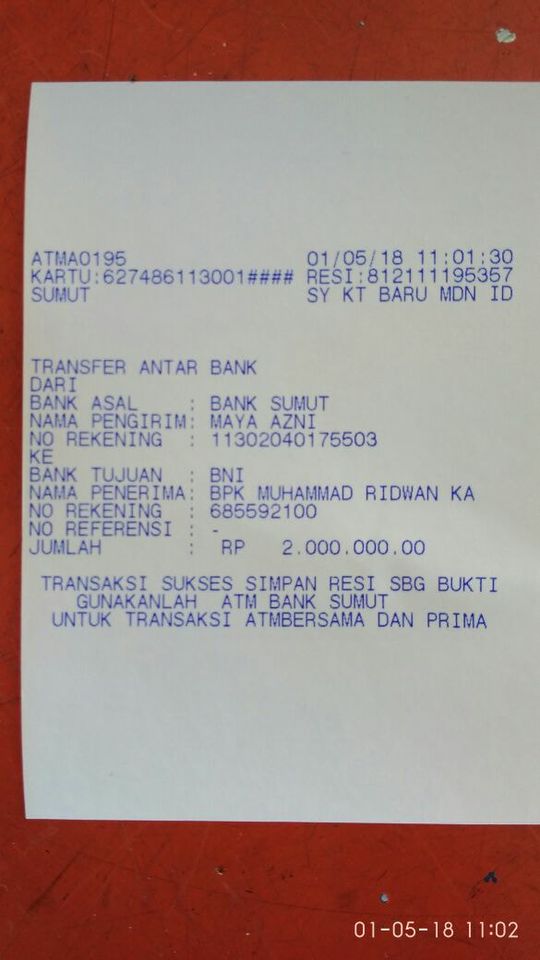 ATMA0195 01/05/18 11:01:30
KARTU:627486113001#### RESI:812111195357
SUMUT SY KT BARU MDN ID
TRANSFER ANTAR BANK
DARI
BANK ASAL : BANK SUMUT
NAMA PENGIRIM: MAYA AZNI
NO REKENING : 11302040175503
KE
BANK TUJUAN : BNI
NAMA PENERIMA: BPK MUHAMMAD RIDWAN KA
NO REKENING : 685592100
NO REFERENSI : -
JUMLAH : RP 2.000.000.00
TRANSAKSI SUKSES SIMPAN RESI SBG BUKTI
GUNAKANLAH ATM BANK SUMUT
UNTUK TRANSAKSI ATMBERSAMA DAN PRIMA
01-05-18 11:02